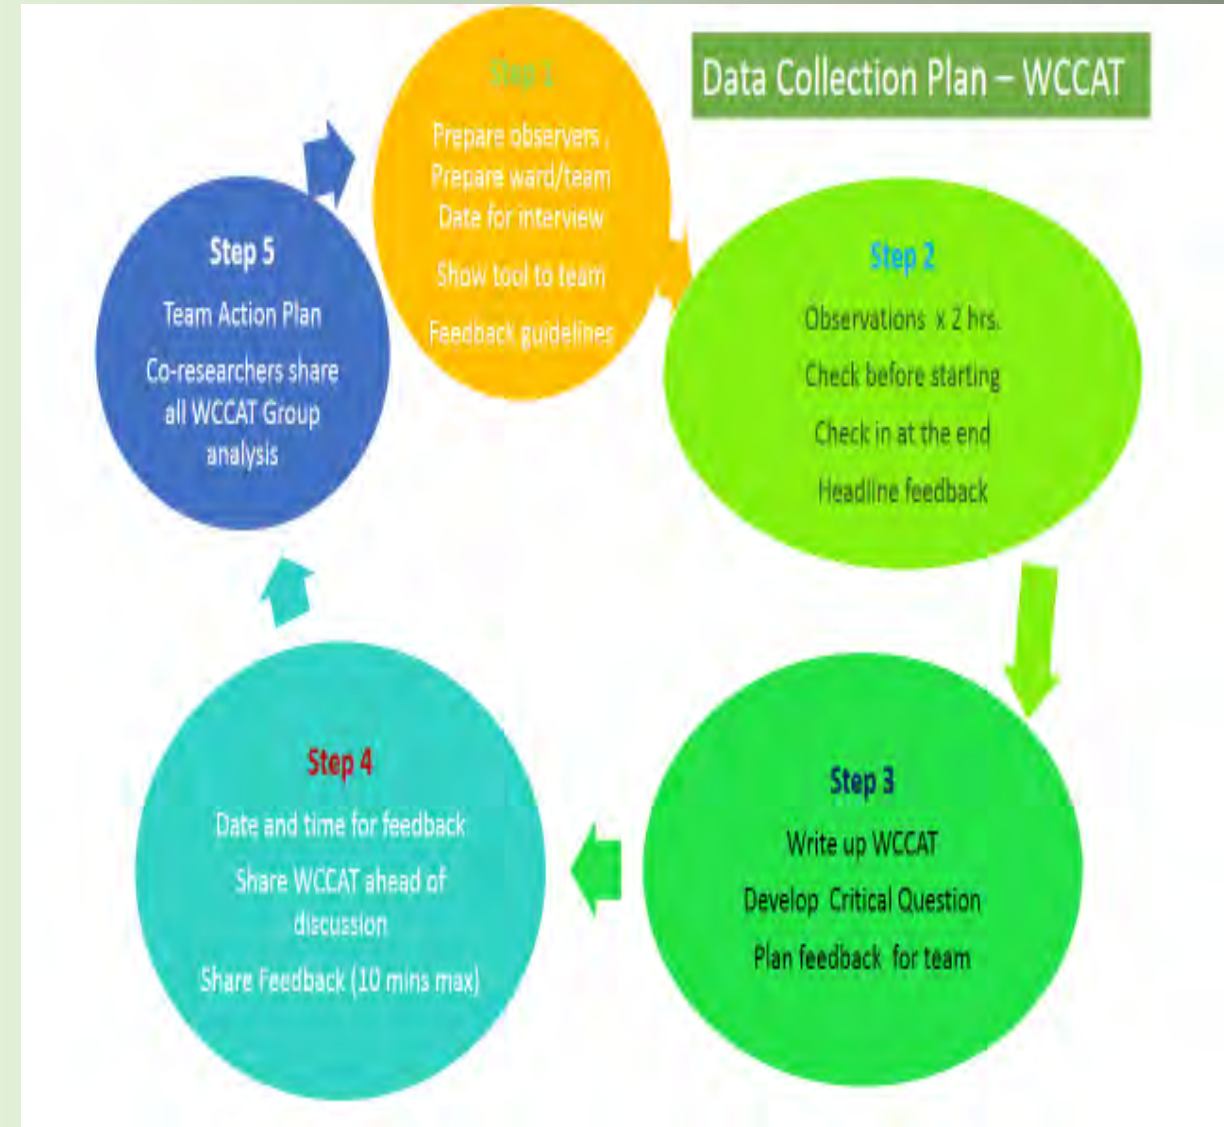 Data Collection Plan – WCCAT
Step 1
Prepare observers .
Prepare ward/team
Date for interview
Show tool to team
Feedback guidelines
Step 2
Observations x 2 hrs.
Check before starting
Check in at the end
Headline feedback
Step 3
Write up WCCAT
Develop Critical Question
Plan feedback for team
Step 4
Date and time for feedback
Share WCCAT ahead of
discussion
Share Feedback (10 mins max)
Step 5
Team Action Plan
Co-researchers share
all WCCAT Group
analysis